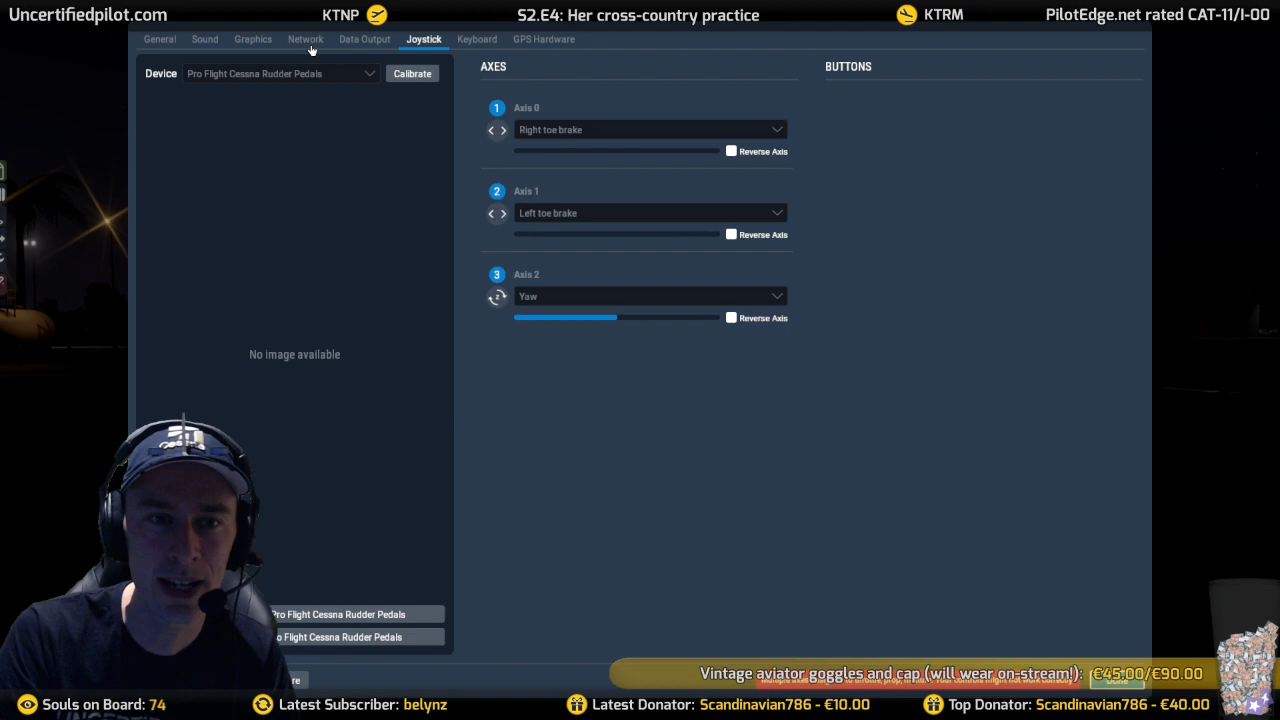 Uncertifiedpilot.com
KTNP
S2.E4: Her cross-country practice
KTRM
PilotEdge.net rated CAT-11/I-00
General
Sound
Graphics
Network
Data Output
Joystick
Keyboard
GPS Hardware
Device
Pro Flight Cessna Rudder Pedals
Calibrate
AXES
BUTTONS
1
Axis 0
Right toe brake
Reverse Axis
2
Axis 1
Left toe brake
Reverse Axis
3
Axis 2
Yaw
Reverse Axis
No image available
Pro Flight Cessna Rudder Pedals
o Flight Cessna Rudder Pedals
re
Vintage aviator goggles and cap (will wear on-stream!): €45.00/€90.00
Done
Souls on Board: 74
Latest Subscriber: belynz
Latest Donator: Scandinavian786 - €10.00
Top Donator: Scandinavian786 - €40.00